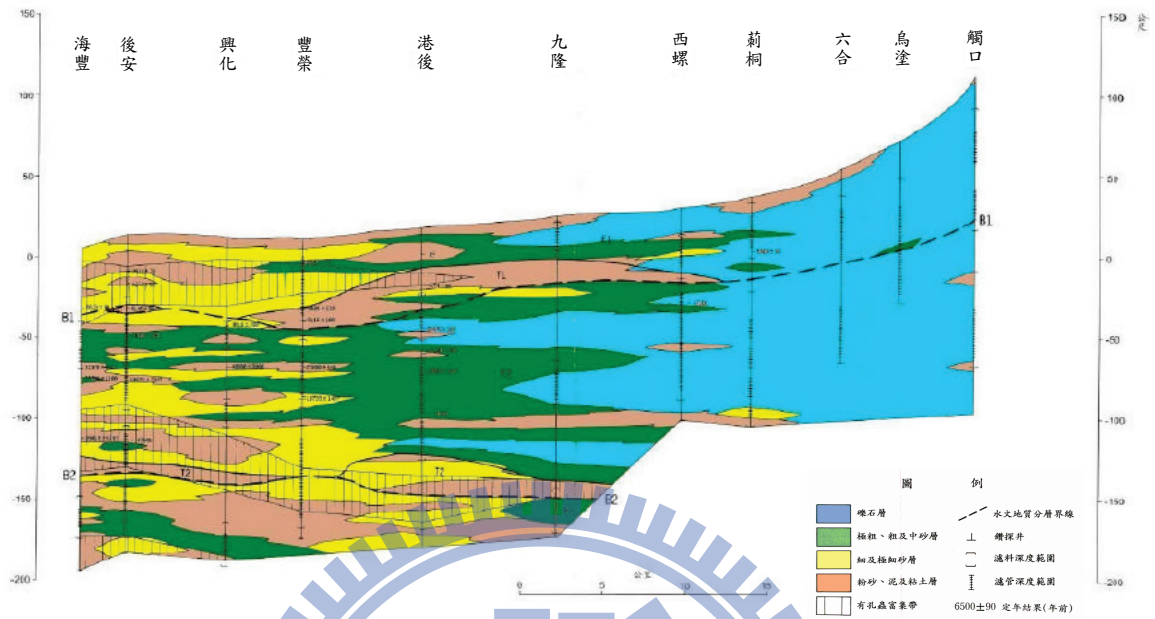 海豐 後安 興化 豐榮 港後 九隆 西螺 莿桐 六合 烏塗 觸口
公尺
150
100
50
0
-50
-100
-150
-200
150
100
50
0
-50
-100
-150
-200
B1
B1
F1
T1
B2
T2
T2
B2
公里
0 5 10 15
圖 例
礫石層
極粗、粗及中砂層
細及極細砂層
粉砂、泥及粘土層
有孔蟲富集帶
水文地質分層界線
鑽探井
濾料深度範圍
濾管深度範圍
6500±90 定年結果(年前)